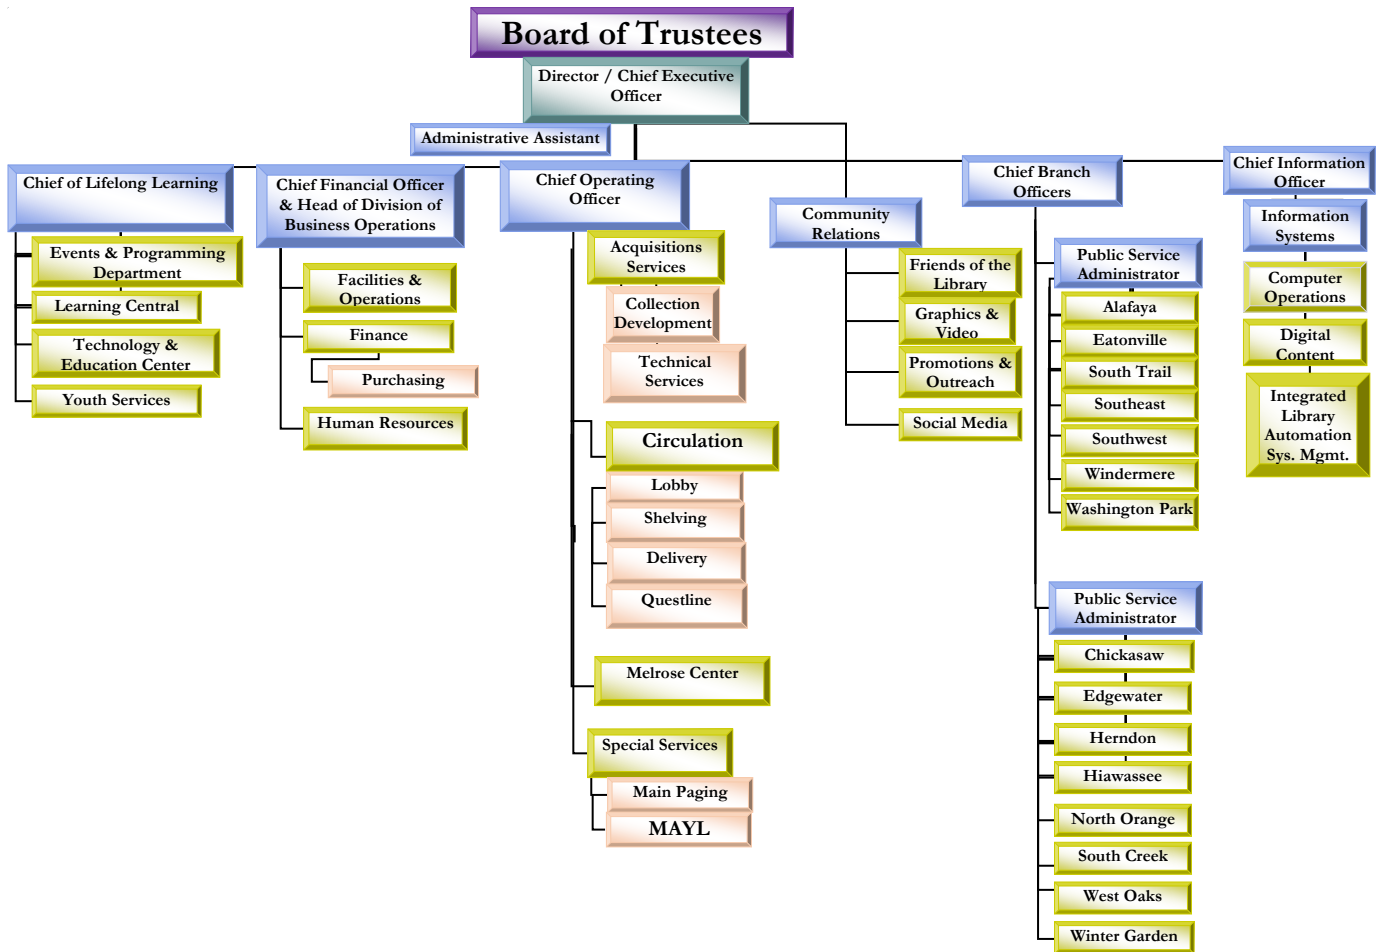 Board of Trustees
Director / Chief Executive
Officer
Administrative Assistant
Chief of Lifelong Learning
Chief Financial Officer
& Head of Division of
Business Operations
Chief Operating
Officer
Community
Relations
Chief Branch
Officers
Chief Information
Officer
Events & Programming
Department
Learning Central
Technology &
Education Center
Youth Services
Facilities &
Operations
Finance
Purchasing
Human Resources
Acquisitions
Services
Collection
Development
Technical
Services
Circulation
Lobby
Shelving
Delivery
Questline
Melrose Center
Special Services
Main Paging
MAYL
Friends of the
Library
Graphics &
Video
Promotions &
Outreach
Social Media
Public Service
Administrator
Alafaya
Eatonville
South Trail
Southeast
Southwest
Windermere
Washington Park
Public Service
Administrator
Chickasaw
Edgewater
Herndon
Hiawassee
North Orange
South Creek
West Oaks
Winter Garden
Information
Systems
Computer
Operations
Digital
Content
Integrated
Library
Automation
Sys. Mgmt.